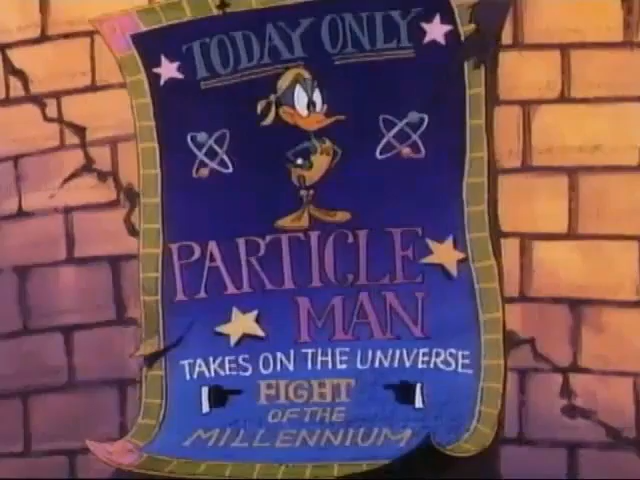 TODAY ONLY
PARTICLE
MAN
TAKES ON THE UNIVERSE
FIGHT
OF THE
MILLENNIUM